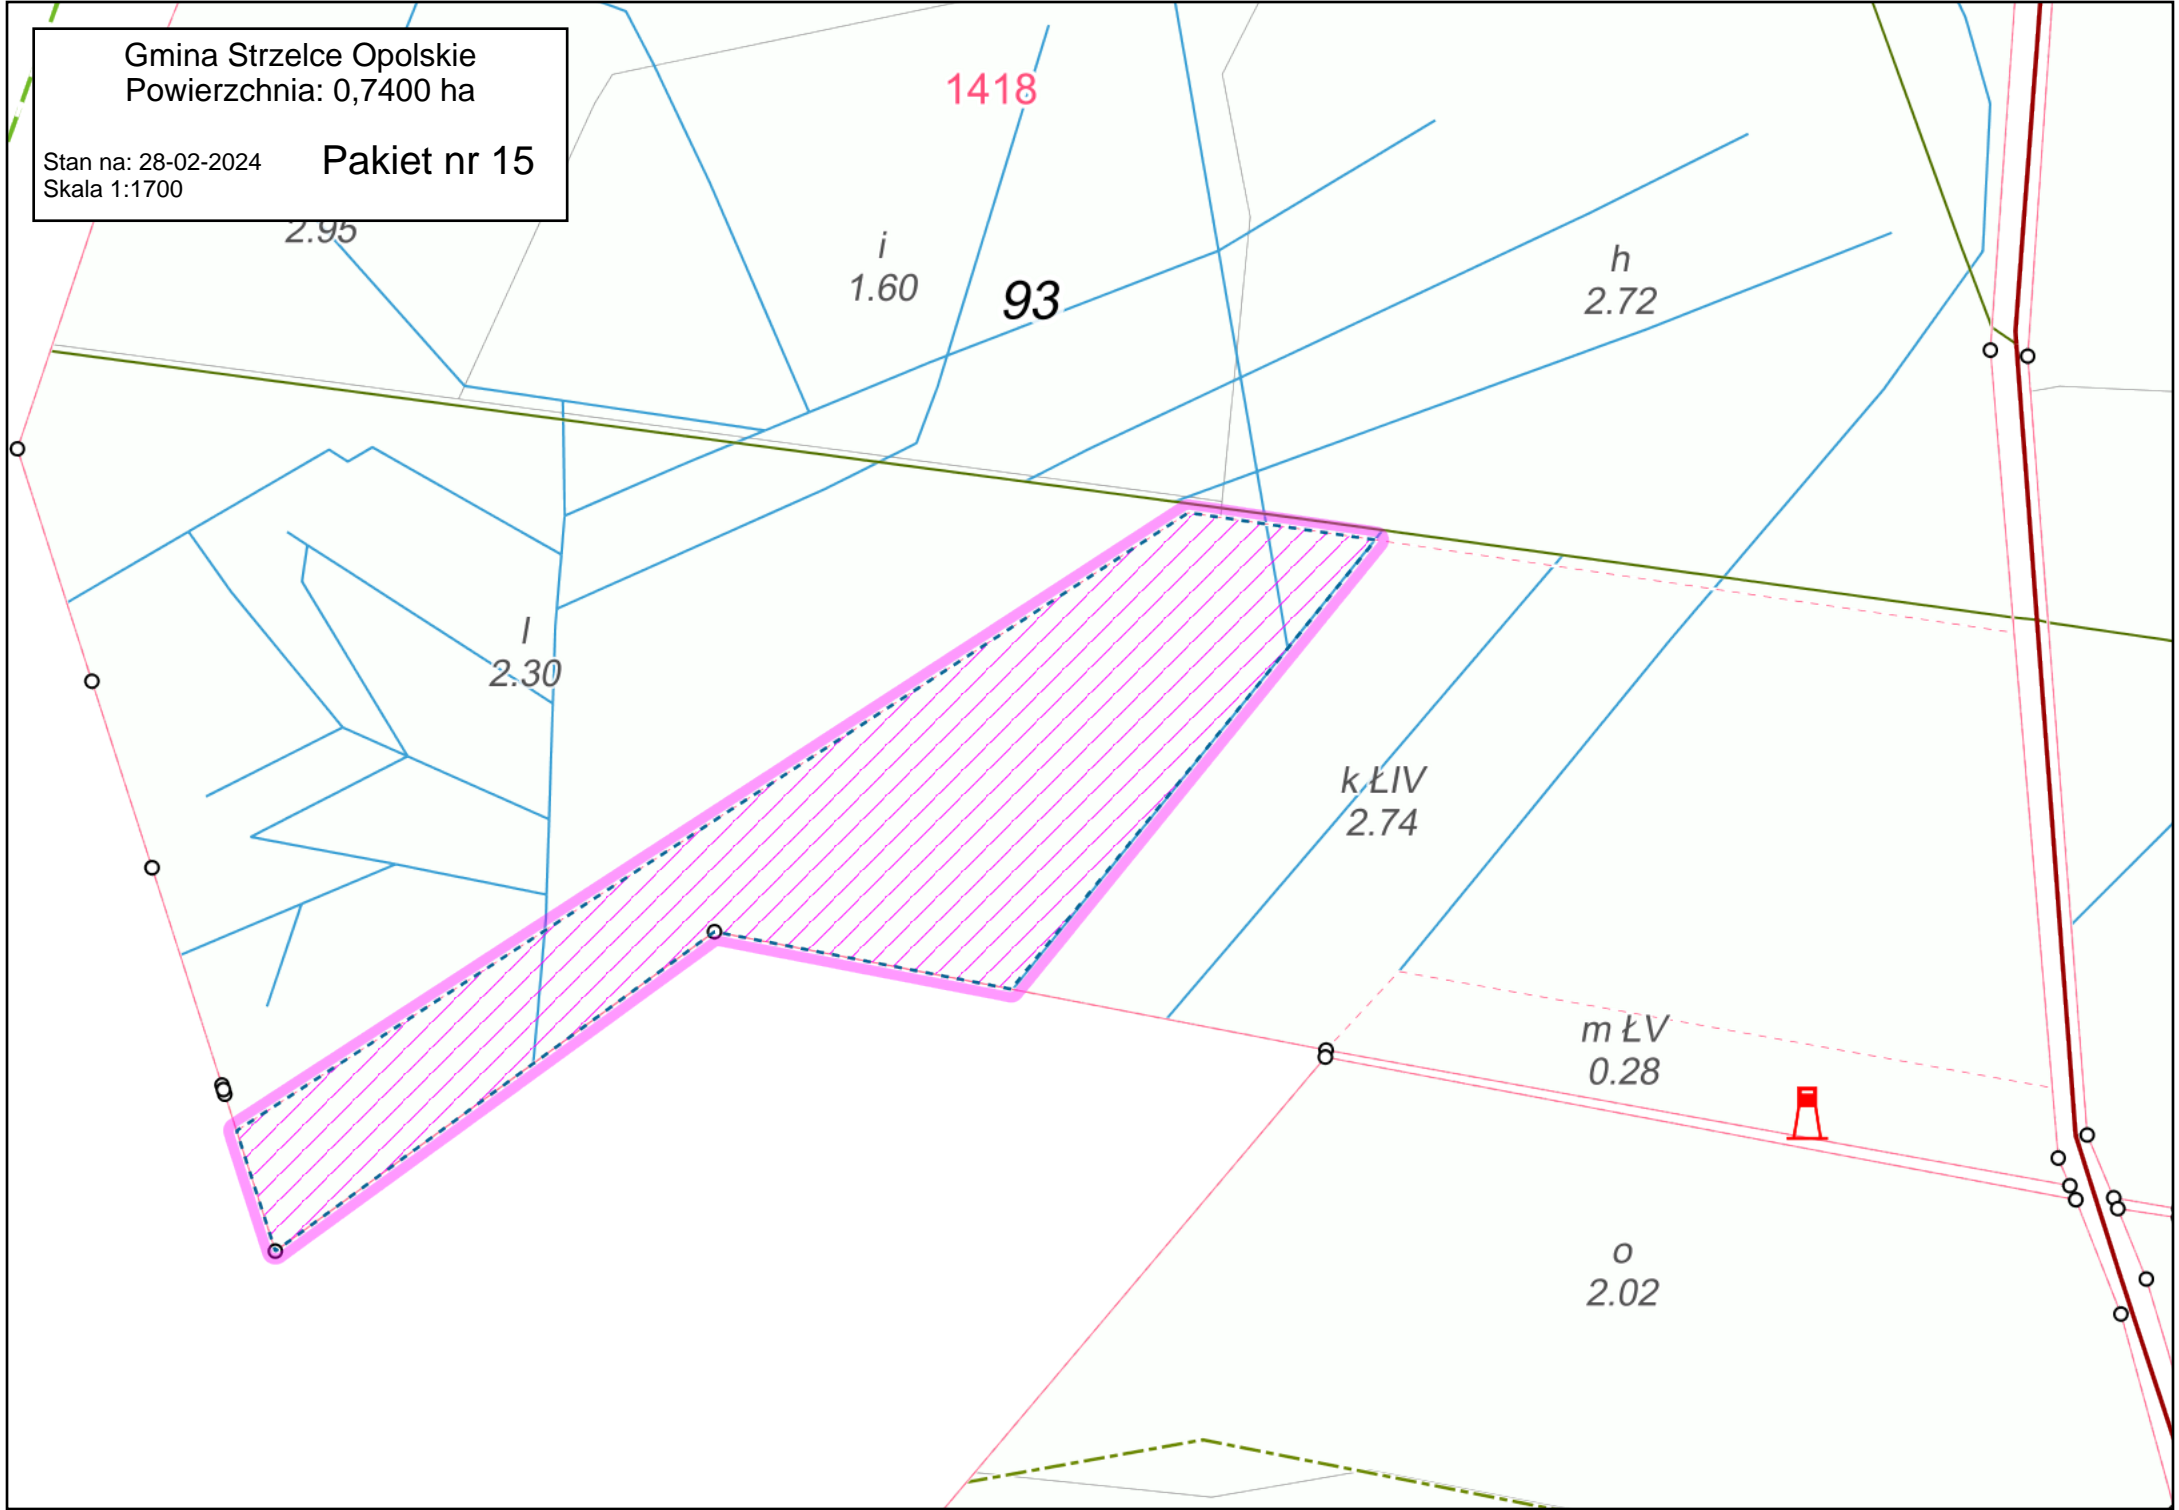 Gmina Strzelce Opolskie
Powierzchnia: 0,7400 ha
Stan na: 28-02-2024
Pakiet nr 15
Skala 1:1700
1418
2.95
i
1.60
93
h
2.72
l
2.30
k ŁIV
2.74
m ŁV
0.28
o
2.02